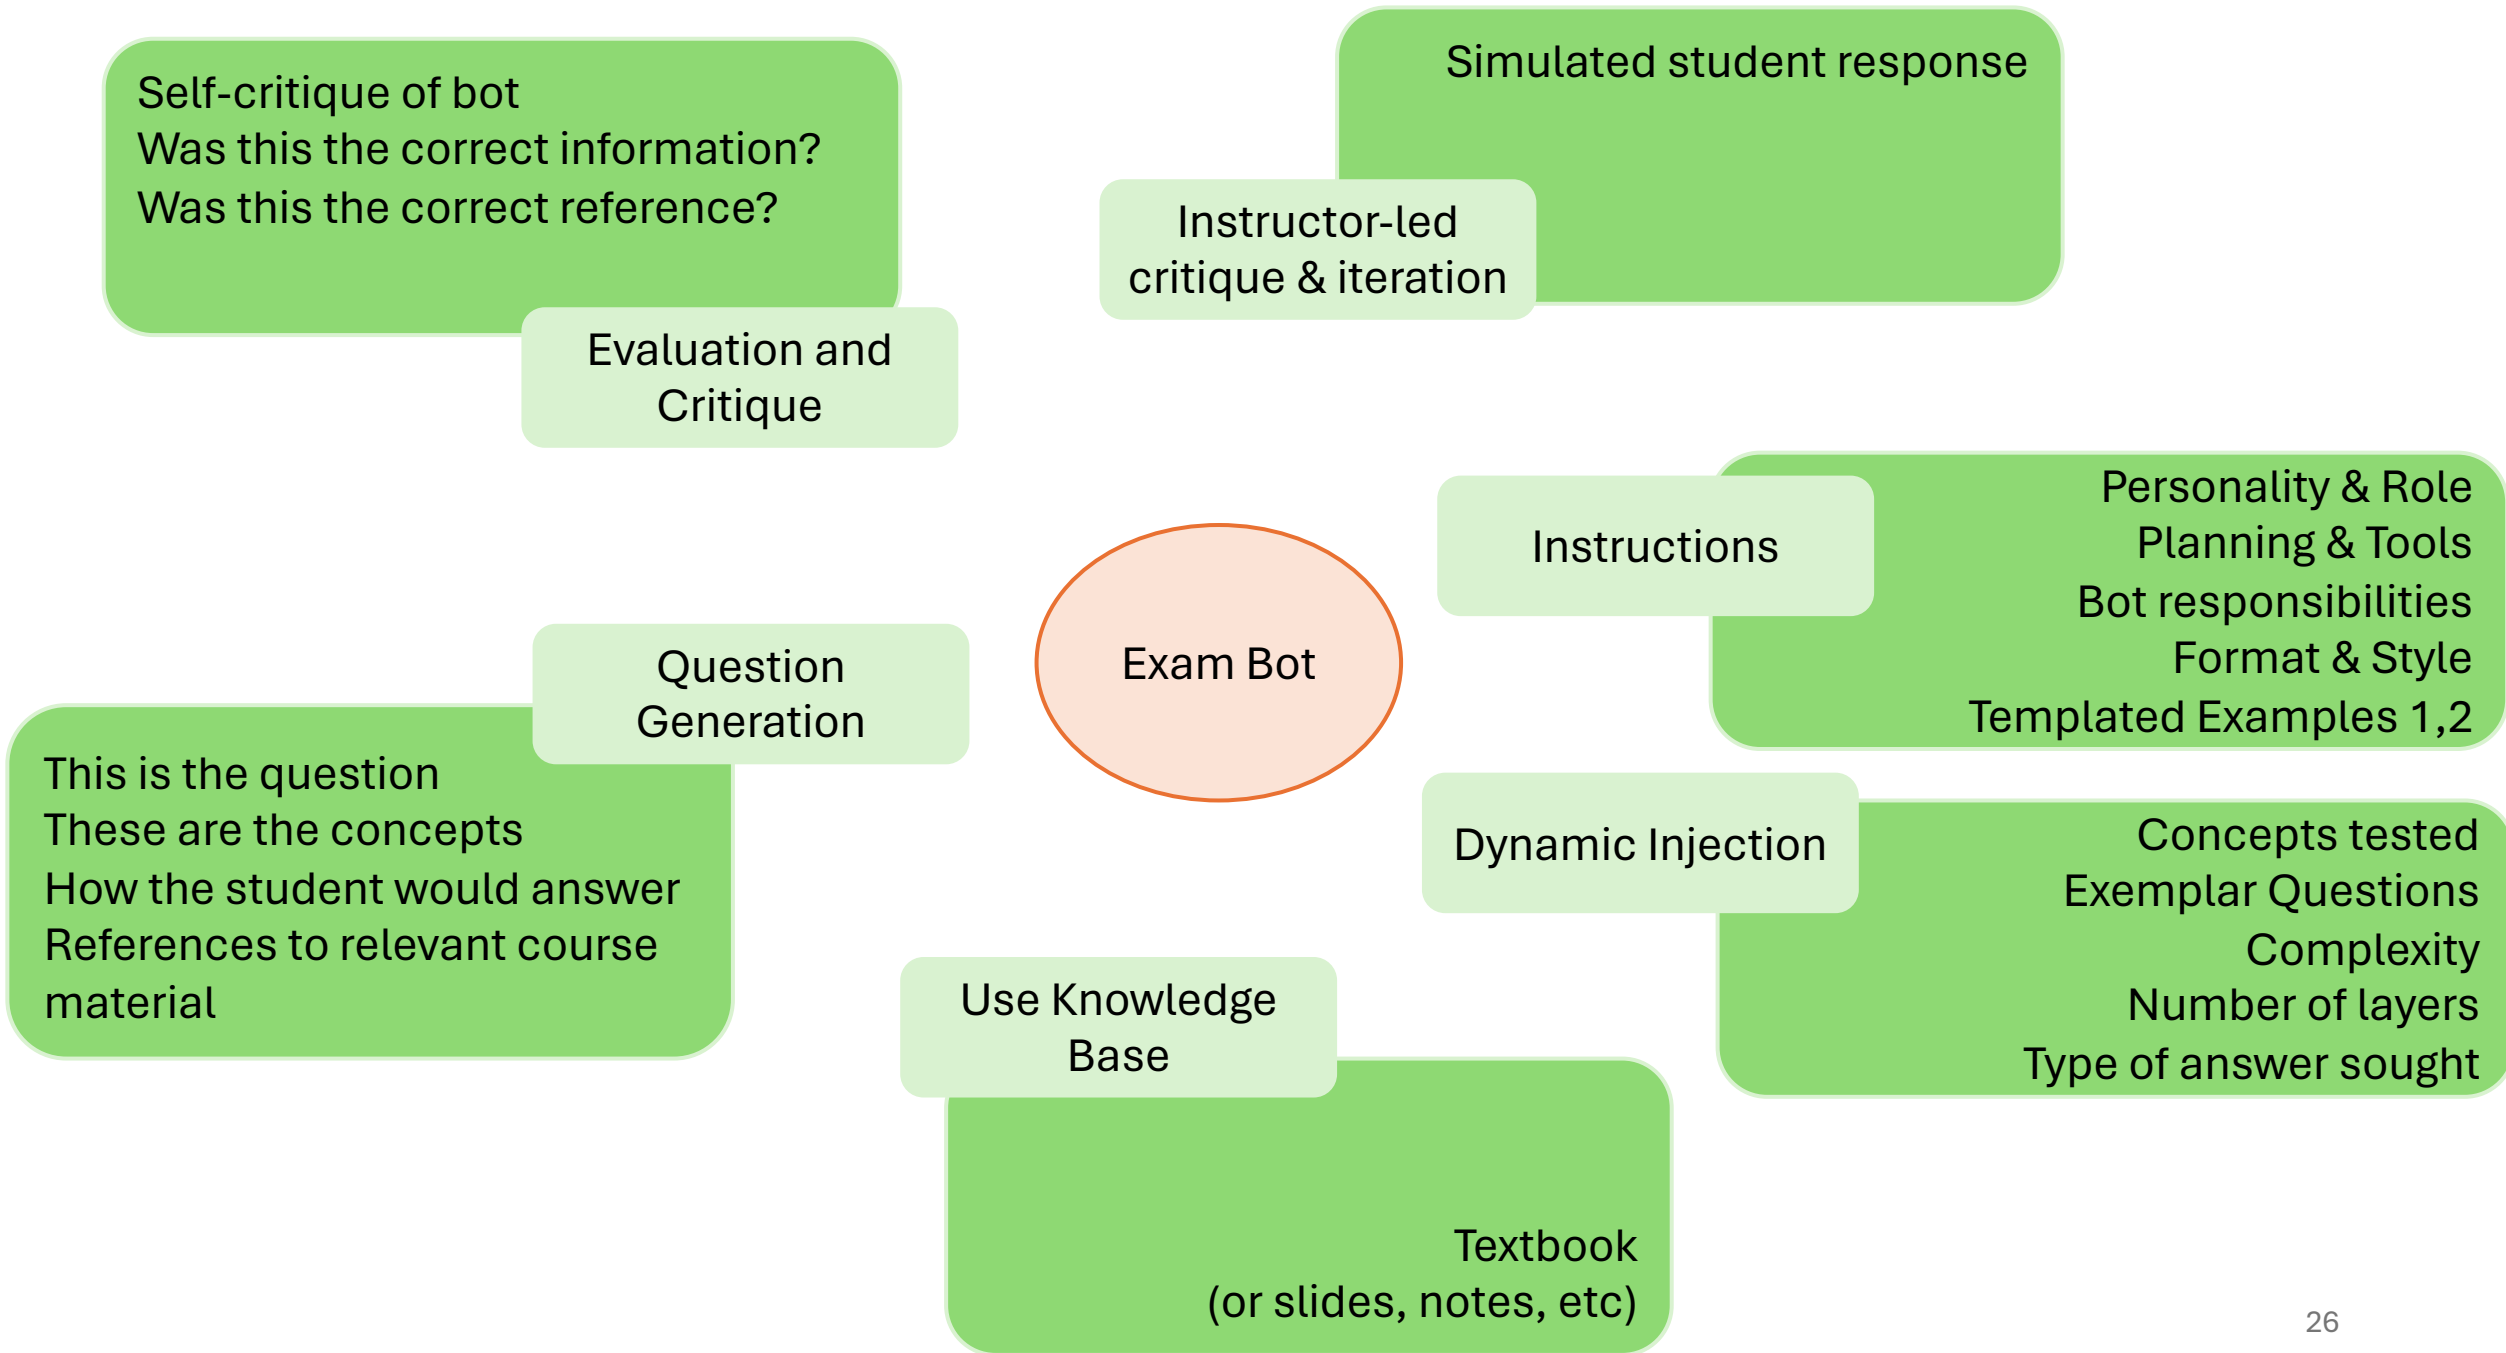 Self-critique of bot
Was this the correct information?
Was this the correct reference?
Evaluation and
Critique
Simulated student response
Instructor-led
critique & iteration
Instructions
Personality & Role
Planning & Tools
Bot responsibilities
Format & Style
Templated Examples 1,2
Exam Bot
Question
Generation
This is the question
These are the concepts
How the student would answer
References to relevant course
material
Dynamic Injection
Concepts tested
Exemplar Questions
Complexity
Number of layers
Type of answer sought
Use Knowledge
Base
Textbook
(or slides, notes, etc)
26